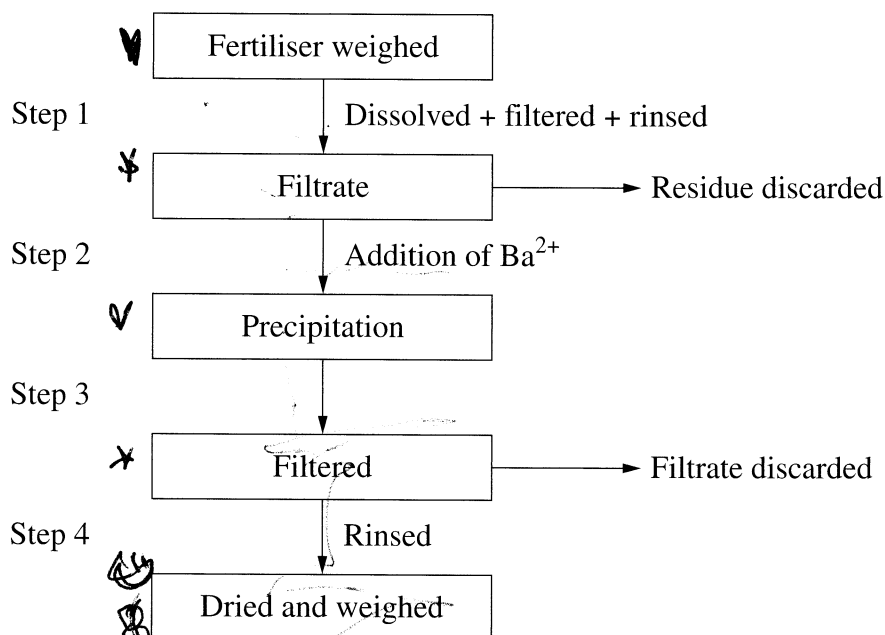 Fertiliser weighed
Step 1
Dissolved + filtered + rinsed
Filtrate
Residue discarded
Step 2
Addition of Ba²⁺
Precipitation
Step 3
Filtered
Filtrate discarded
Step 4
Rinsed
Dried and weighed